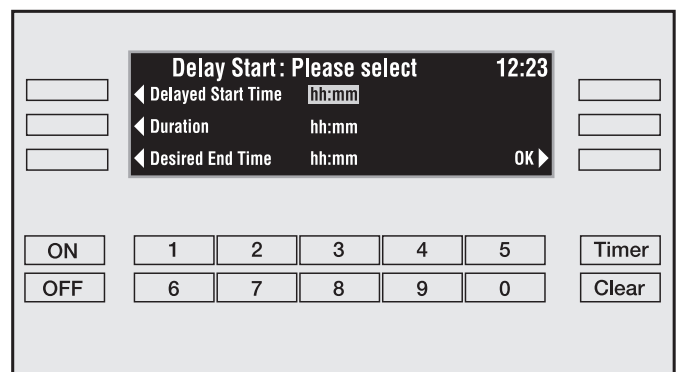 Delay Start: Please select 12:23
Delayed Start Time hh:mm
Duration hh:mm
Desired End Time hh:mm OK
ON 1 2 3 4 5 Timer
OFF 6 7 8 9 0 Clear